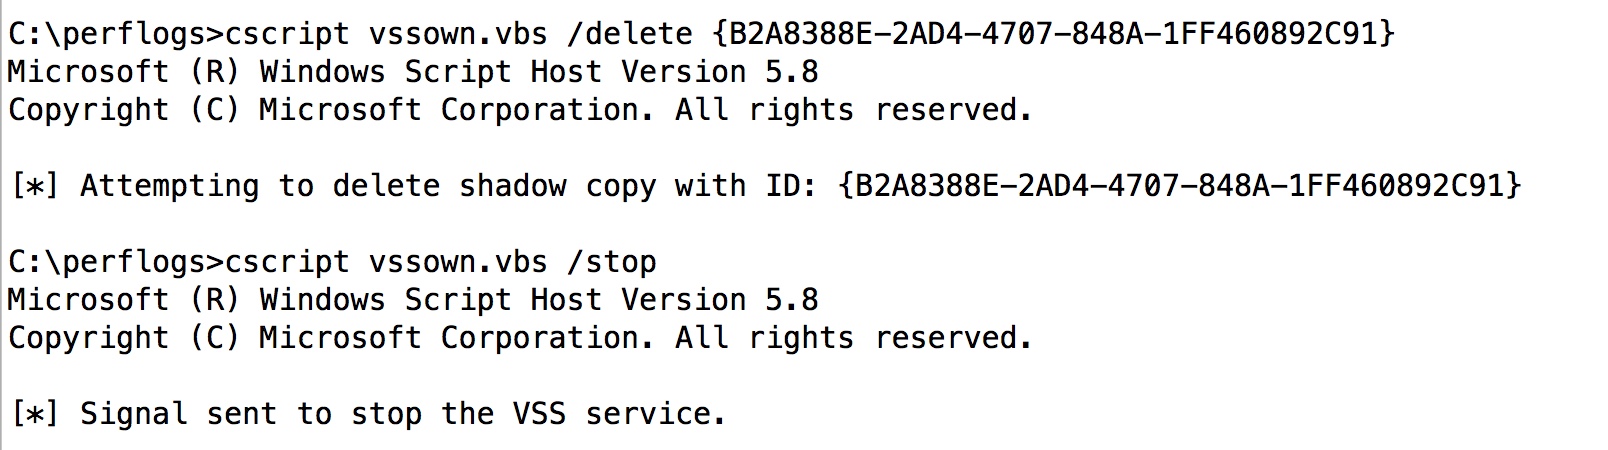 C:\perflogs>cscript vssown.vbs /delete {B2A8388E-2AD4-4707-848A-1FF460892C91}
Microsoft (R) Windows Script Host Version 5.8
Copyright (C) Microsoft Corporation. All rights reserved.
[*] Attempting to delete shadow copy with ID: {B2A8388E-2AD4-4707-848A-1FF460892C91}
C:\perflogs>cscript vssown.vbs /stop
Microsoft (R) Windows Script Host Version 5.8
Copyright (C) Microsoft Corporation. All rights reserved.
[*] Signal sent to stop the VSS service.